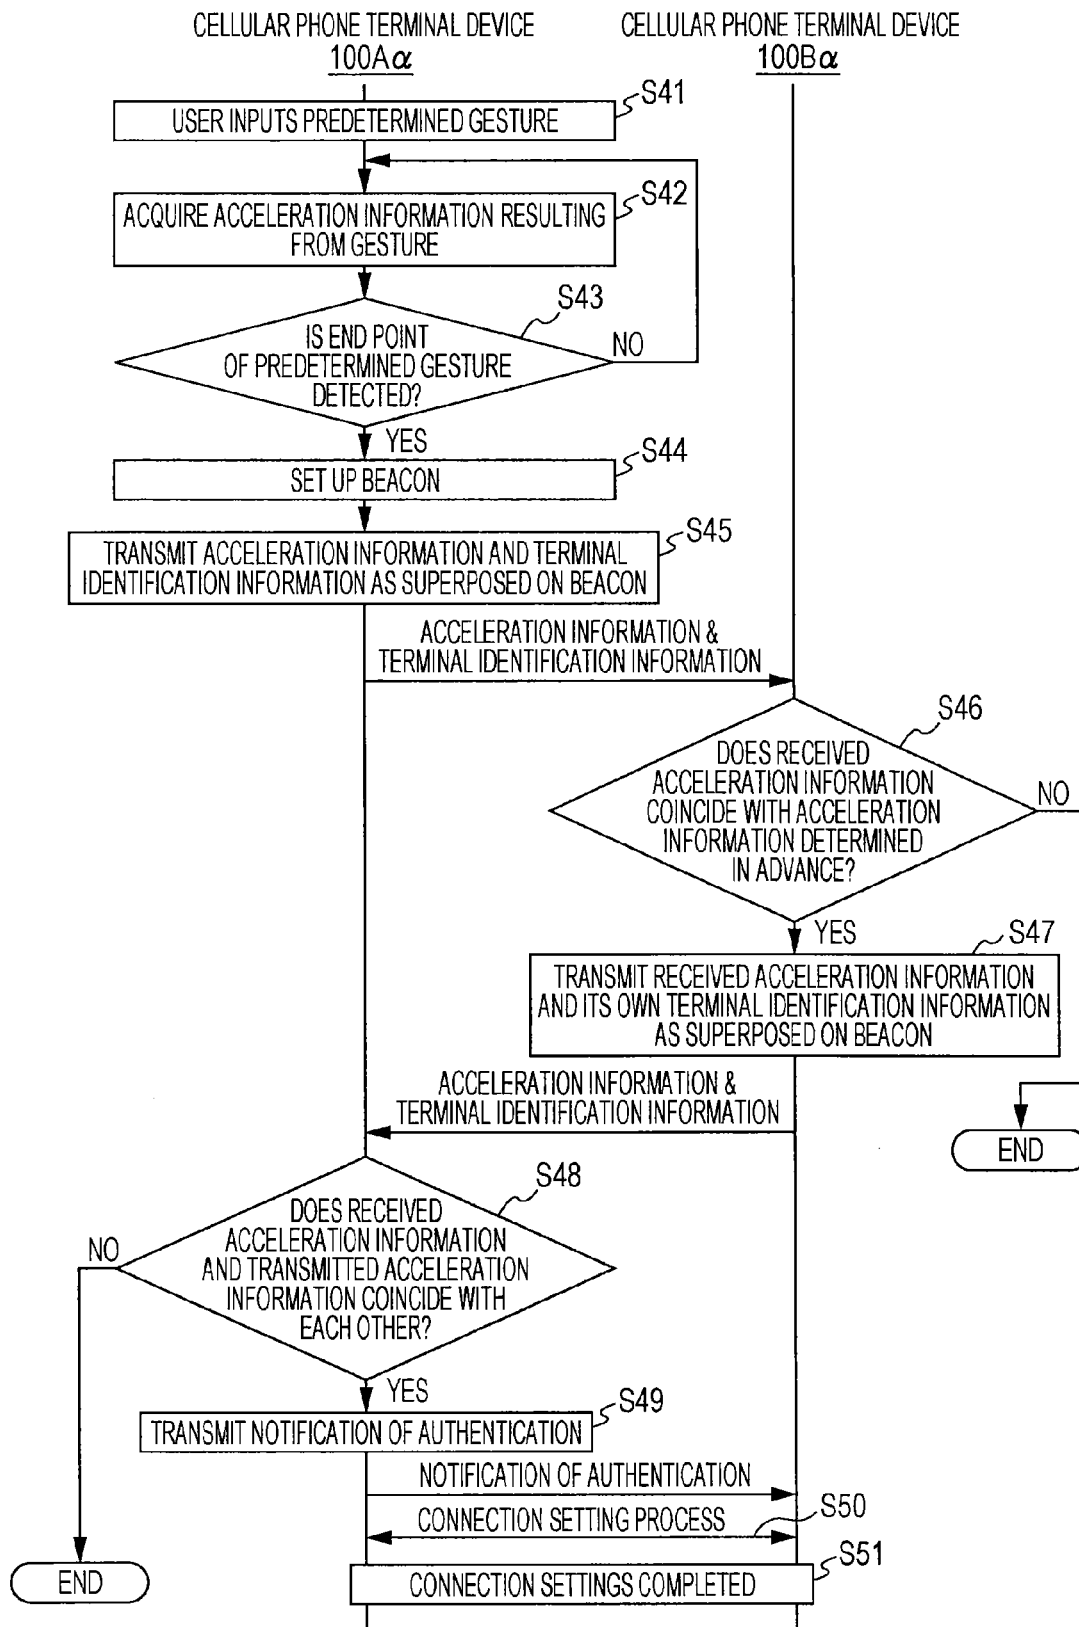 CELLULAR PHONE TERMINAL DEVICE
100Aα
CELLULAR PHONE TERMINAL DEVICE
100Bα
S41
USER INPUTS PREDETERMINED GESTURE
S42
ACQUIRE ACCELERATION INFORMATION RESULTING
FROM GESTURE
S43
IS END POINT
OF PREDETERMINED GESTURE
DETECTED?
NO
YES
S44
SET UP BEACON
S45
TRANSMIT ACCELERATION INFORMATION AND TERMINAL
IDENTIFICATION INFORMATION AS SUPERPOSED ON BEACON
ACCELERATION INFORMATION &
TERMINAL IDENTIFICATION INFORMATION
S46
DOES RECEIVED
ACCELERATION INFORMATION
COINCIDE WITH ACCELERATION
INFORMATION DETERMINED
IN ADVANCE?
NO
YES
S47
TRANSMIT RECEIVED ACCELERATION INFORMATION
AND ITS OWN TERMINAL IDENTIFICATION INFORMATION
AS SUPERPOSED ON BEACON
ACCELERATION INFORMATION &
TERMINAL IDENTIFICATION INFORMATION
END
S48
DOES RECEIVED
ACCELERATION INFORMATION
AND TRANSMITTED ACCELERATION
INFORMATION COINCIDE WITH
EACH OTHER?
NO
YES
S49
TRANSMIT NOTIFICATION OF AUTHENTICATION
NOTIFICATION OF AUTHENTICATION
S50
CONNECTION SETTING PROCESS
S51
CONNECTION SETTINGS COMPLETED
END